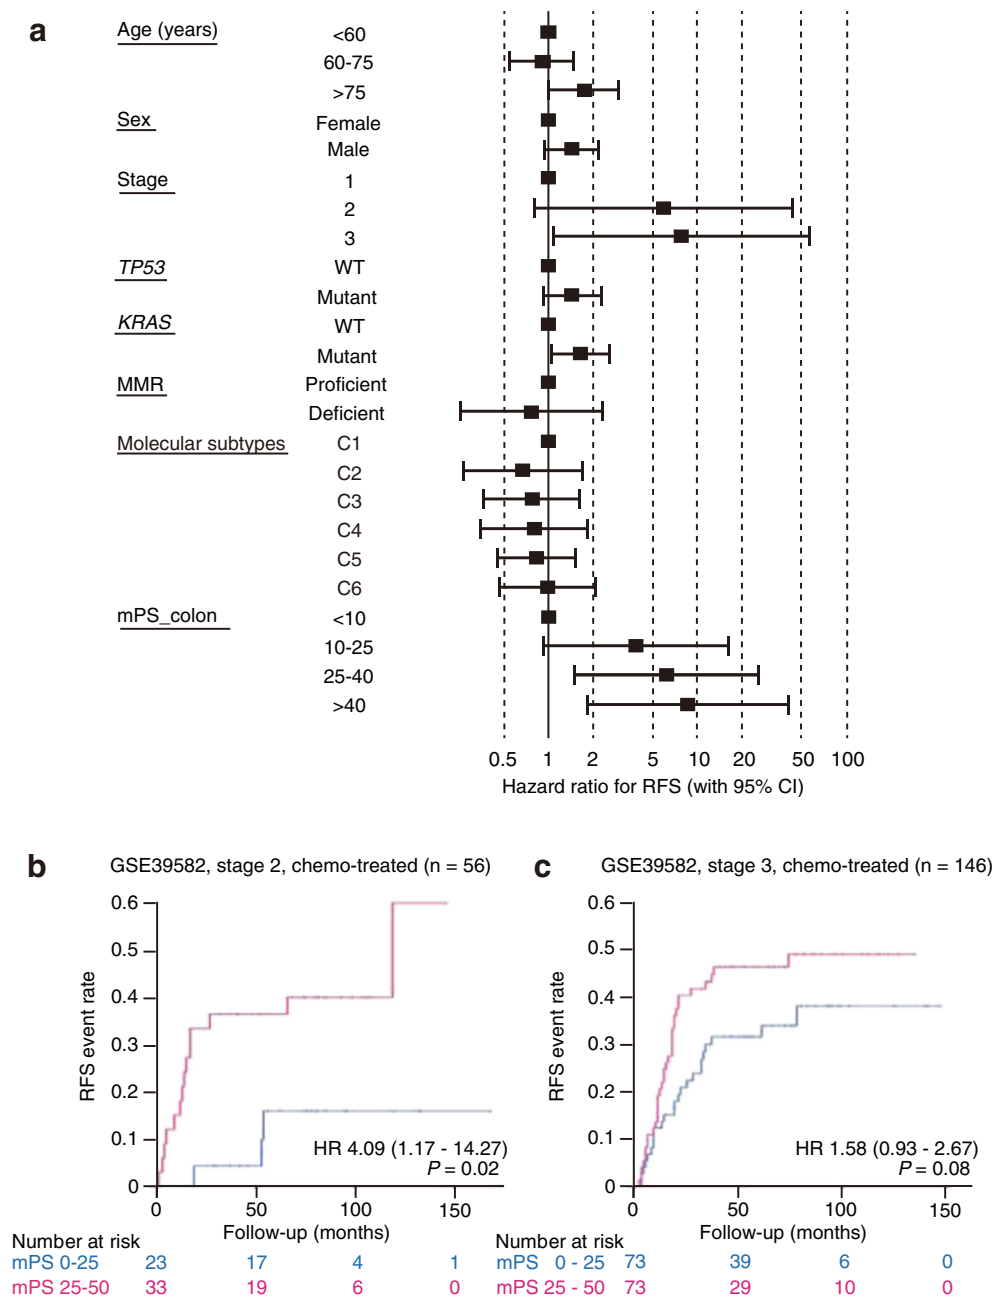 a
Age (years) <60
60-75
>75
Sex Female
Male
Stage 1
2
3
TP53 WT
Mutant
KRAS WT
Mutant
MMR Proficient
Deficient
Molecular subtypes C1
C2
C3
C4
C5
C6
mPS_colon <10
10-25
25-40
>40
0.5 1 2 5 10 20 50 100
Hazard ratio for RFS (with 95% CI)
b GSE39582, stage 2, chemo-treated (n = 56)
0.6
0.5
0.4
0.3
0.2
0.1
0
RFS event rate
HR 4.09 (1.17 - 14.27)
P = 0.02
0 50 100 150
Follow-up (months)
Number at risk
mPS 0-25 23 17 4 1
mPS 25-50 33 19 6 0
c GSE39582, stage 3, chemo-treated (n = 146)
0.6
0.5
0.4
0.3
0.2
0.1
0
RFS event rate
HR 1.58 (0.93 - 2.67)
P = 0.08
0 50 100 150
Follow-up (months)
Number at risk
mPS 0 - 25 73 39 6 0
mPS 25 - 50 73 29 10 0